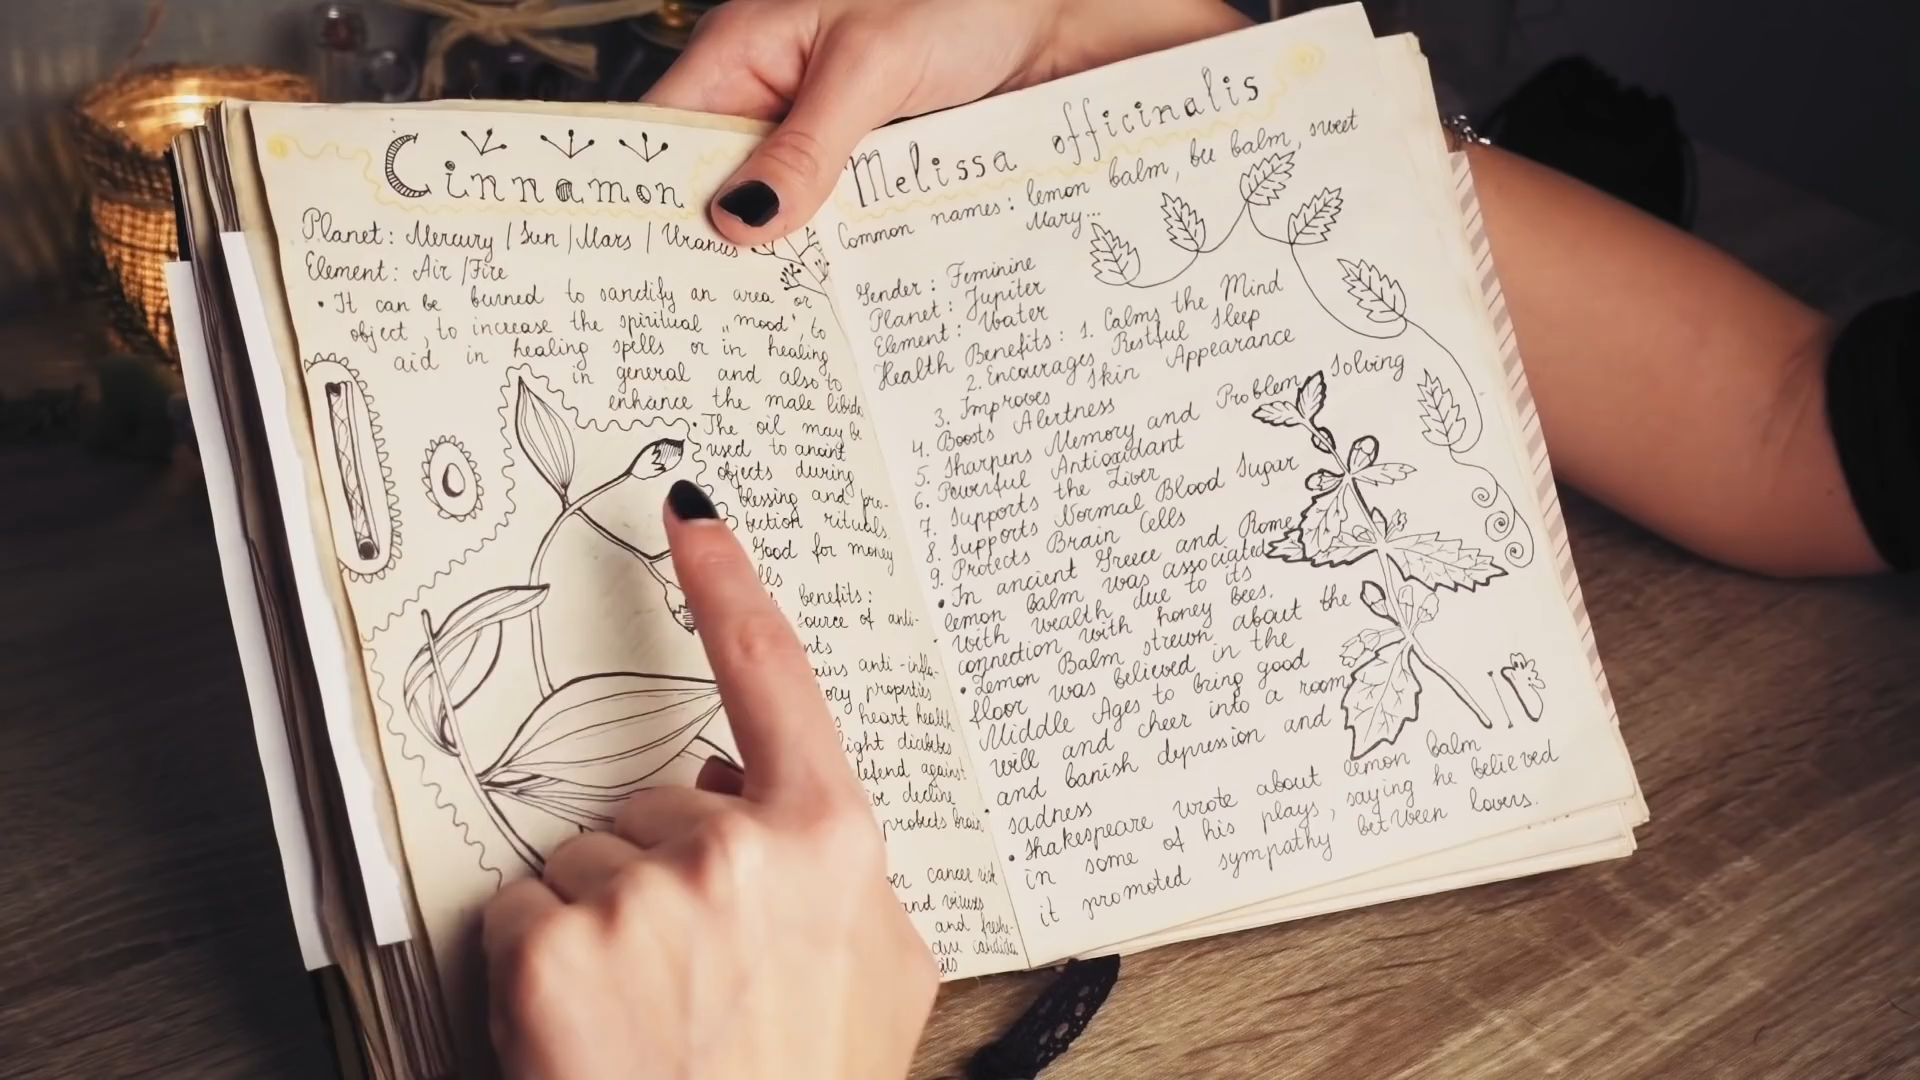 Cinnamon
Planet: Mercury / Sun / Mars / Uranus
Element: Air / Fire
• It can be burned to sanctify an area or
object, to increase the spiritual „mood", to
aid in healing spells or in healing
in general and also to
enhance the male libido
• The oil may be
used to anoint
objects during
blessing and pro-
tection rituals.
Good for money
benefits:
source of anti-
anti-infla-
properties
heart health
fight diabetes
defend against
decline
protects brain
cancer risk
and viruses
and fresh-
candida
Melissa officinalis
Common names: lemon balm, bee balm, sweet
Mary...
Gender: Feminine
Planet: Jupiter
Element: Water
Health Benefits: 1. Calms the Mind
2. Encourages Restful Sleep
3. Improves Skin Appearance
4. Boosts Alertness
5. Sharpens Memory and Problem Solving
6. Powerful Antioxidant
7. Supports the Liver
8. Supports Normal Blood Sugar
9. Protects Brain Cells
• In ancient Greece and Rome
lemon balm was associated
with wealth due to its
connection with honey bees.
• Lemon Balm strewn about the
floor was believed in the
Middle Ages to bring good
will and cheer into a room
and banish depression and
sadness
• Shakespeare wrote about lemon balm
in some of his plays, saying he believed
it promoted sympathy between lovers.